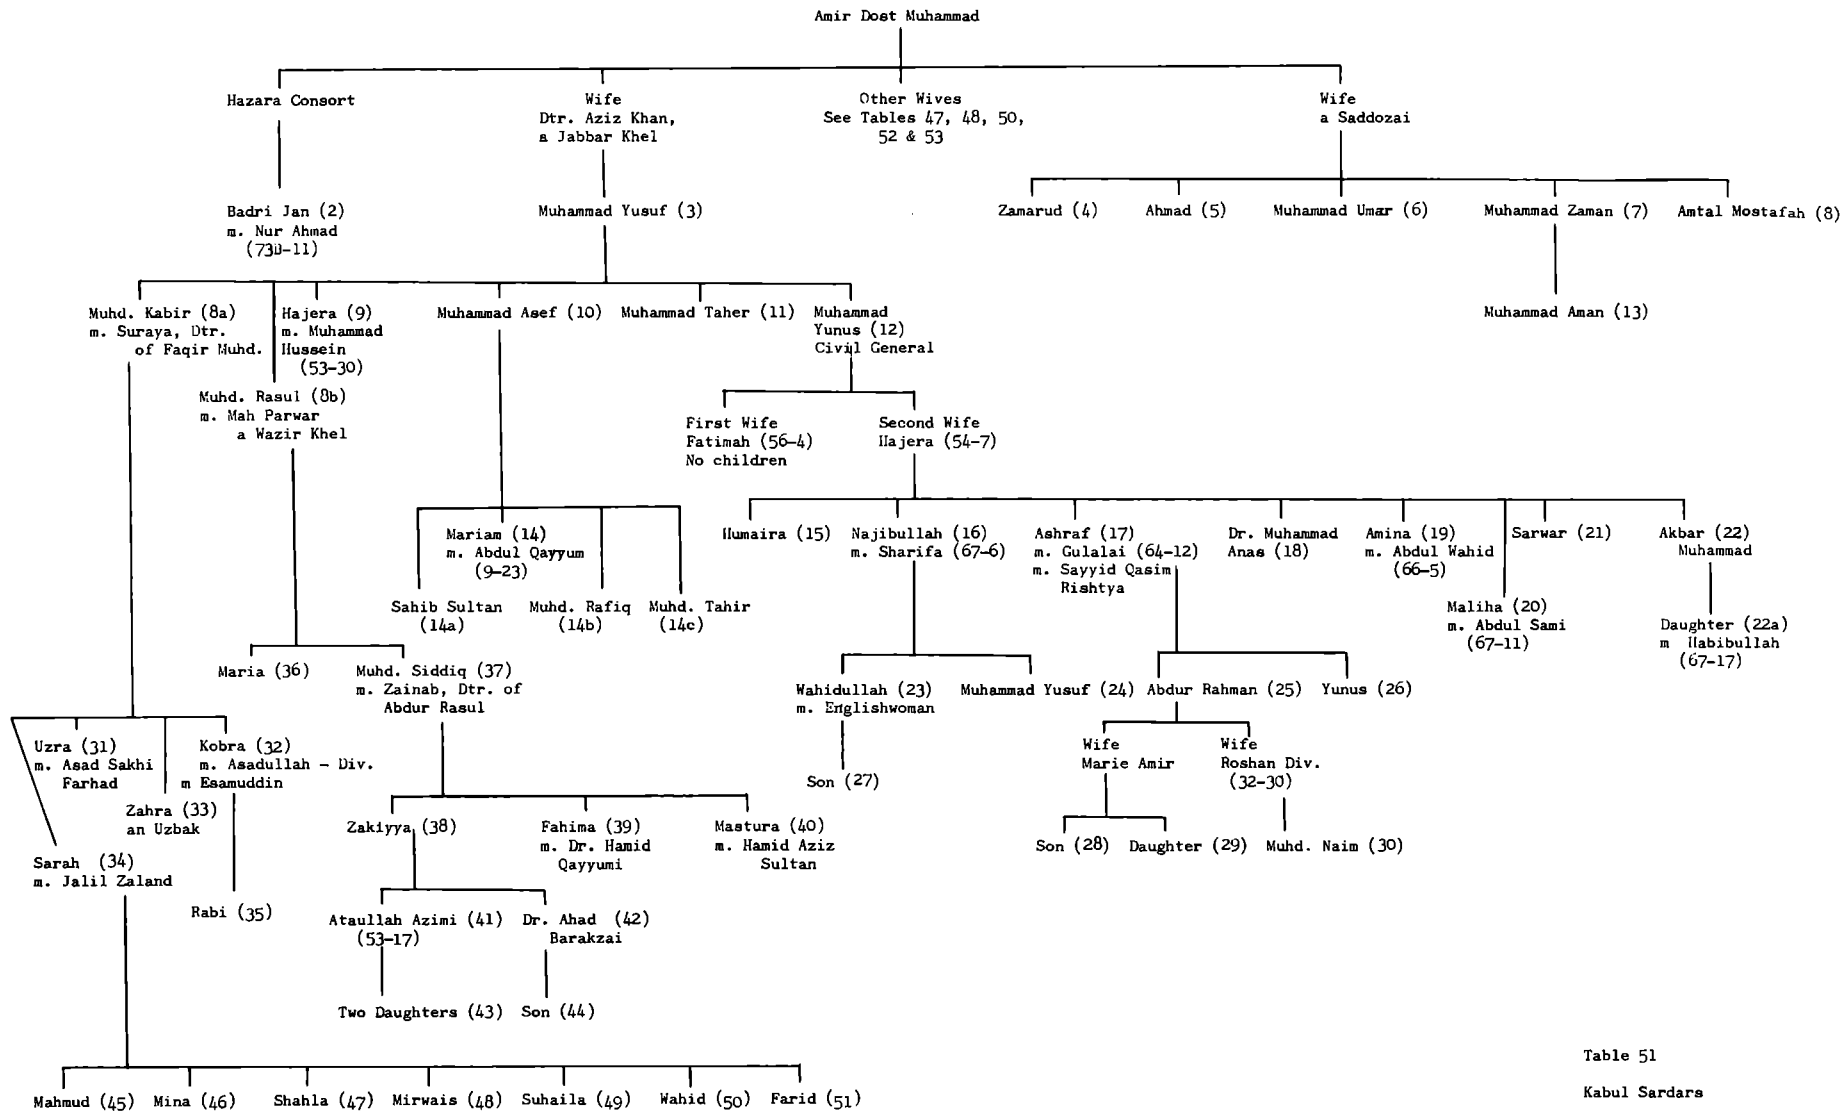 Amir Dost Muhammad
Hazara Consort
Wife
Dtr. Aziz Khan,
a Jabbar Khel
Other Wives
See Tables 47, 48, 50,
52 & 53
Wife
a Saddozai
Badri Jan (2)
m. Nur Ahmad
(73D-11)
Muhammad Yusuf (3)
Zamarud (4)
Ahmad (5)
Muhammad Umar (6)
Muhammad Zaman (7)
Amtal Mostafah (8)
Muhd. Kabir (8a)
m. Suraya, Dtr.
of Faqir Muhd.
Hajera (9)
m. Muhammad
Hussein
(53-30)
Muhammad Asef (10)
Muhammad Taher (11)
Muhammad
Yunus (12)
Civil General
Muhammad Aman (13)
Muhd. Rasul (8b)
m. Mah Parwar
a Wazir Khel
First Wife
Fatimah (56-4)
No children
Second Wife
Hajera (54-7)
Mariam (14)
m. Abdul Qayyum
(9-23)
Humaira (15)
Najibullah (16)
m. Sharifa (67-6)
Ashraf (17)
m. Gulalai (64-12)
m. Sayyid Qasim
Rishtya
Dr. Muhammad
Anas (18)
Amina (19)
m. Abdul Wahid
(66-5)
Sarwar (21)
Akbar (22)
Muhammad
Sahib Sultan
(14a)
Muhd. Rafiq
(14b)
Muhd. Tahir
(14c)
Maliha (20)
m. Abdul Sami
(67-11)
Daughter (22a)
m Habibullah
(67-17)
Maria (36)
Muhd. Siddiq (37)
m. Zainab, Dtr. of
Abdur Rasul
Wahidullah (23)
m. Englishwoman
Muhammad Yusuf (24)
Abdur Rahman (25)
Yunus (26)
Uzra (31)
m. Asad Sakhi
Farhad
Kobra (32)
m. Asadullah - Div.
m Esamuddin
Wife
Marie Amir
Wife
Roshan Div.
(32-30)
Son (27)
Zahra (33)
an Uzbak
Zakiyya (38)
Fahima (39)
m. Dr. Hamid
Qayyumi
Mastura (40)
m. Hamid Aziz
Sultan
Son (28)
Daughter (29)
Muhd. Naim (30)
Sarah (34)
m. Jalil Zaland
Rabi (35)
Ataullah Azimi (41)
(53-17)
Dr. Ahad (42)
Barakzai
Two Daughters (43)
Son (44)
Mahmud (45)
Mina (46)
Shahla (47)
Mirwais (48)
Suhaila (49)
Wahid (50)
Farid (51)
Table 51
Kabul Sardars